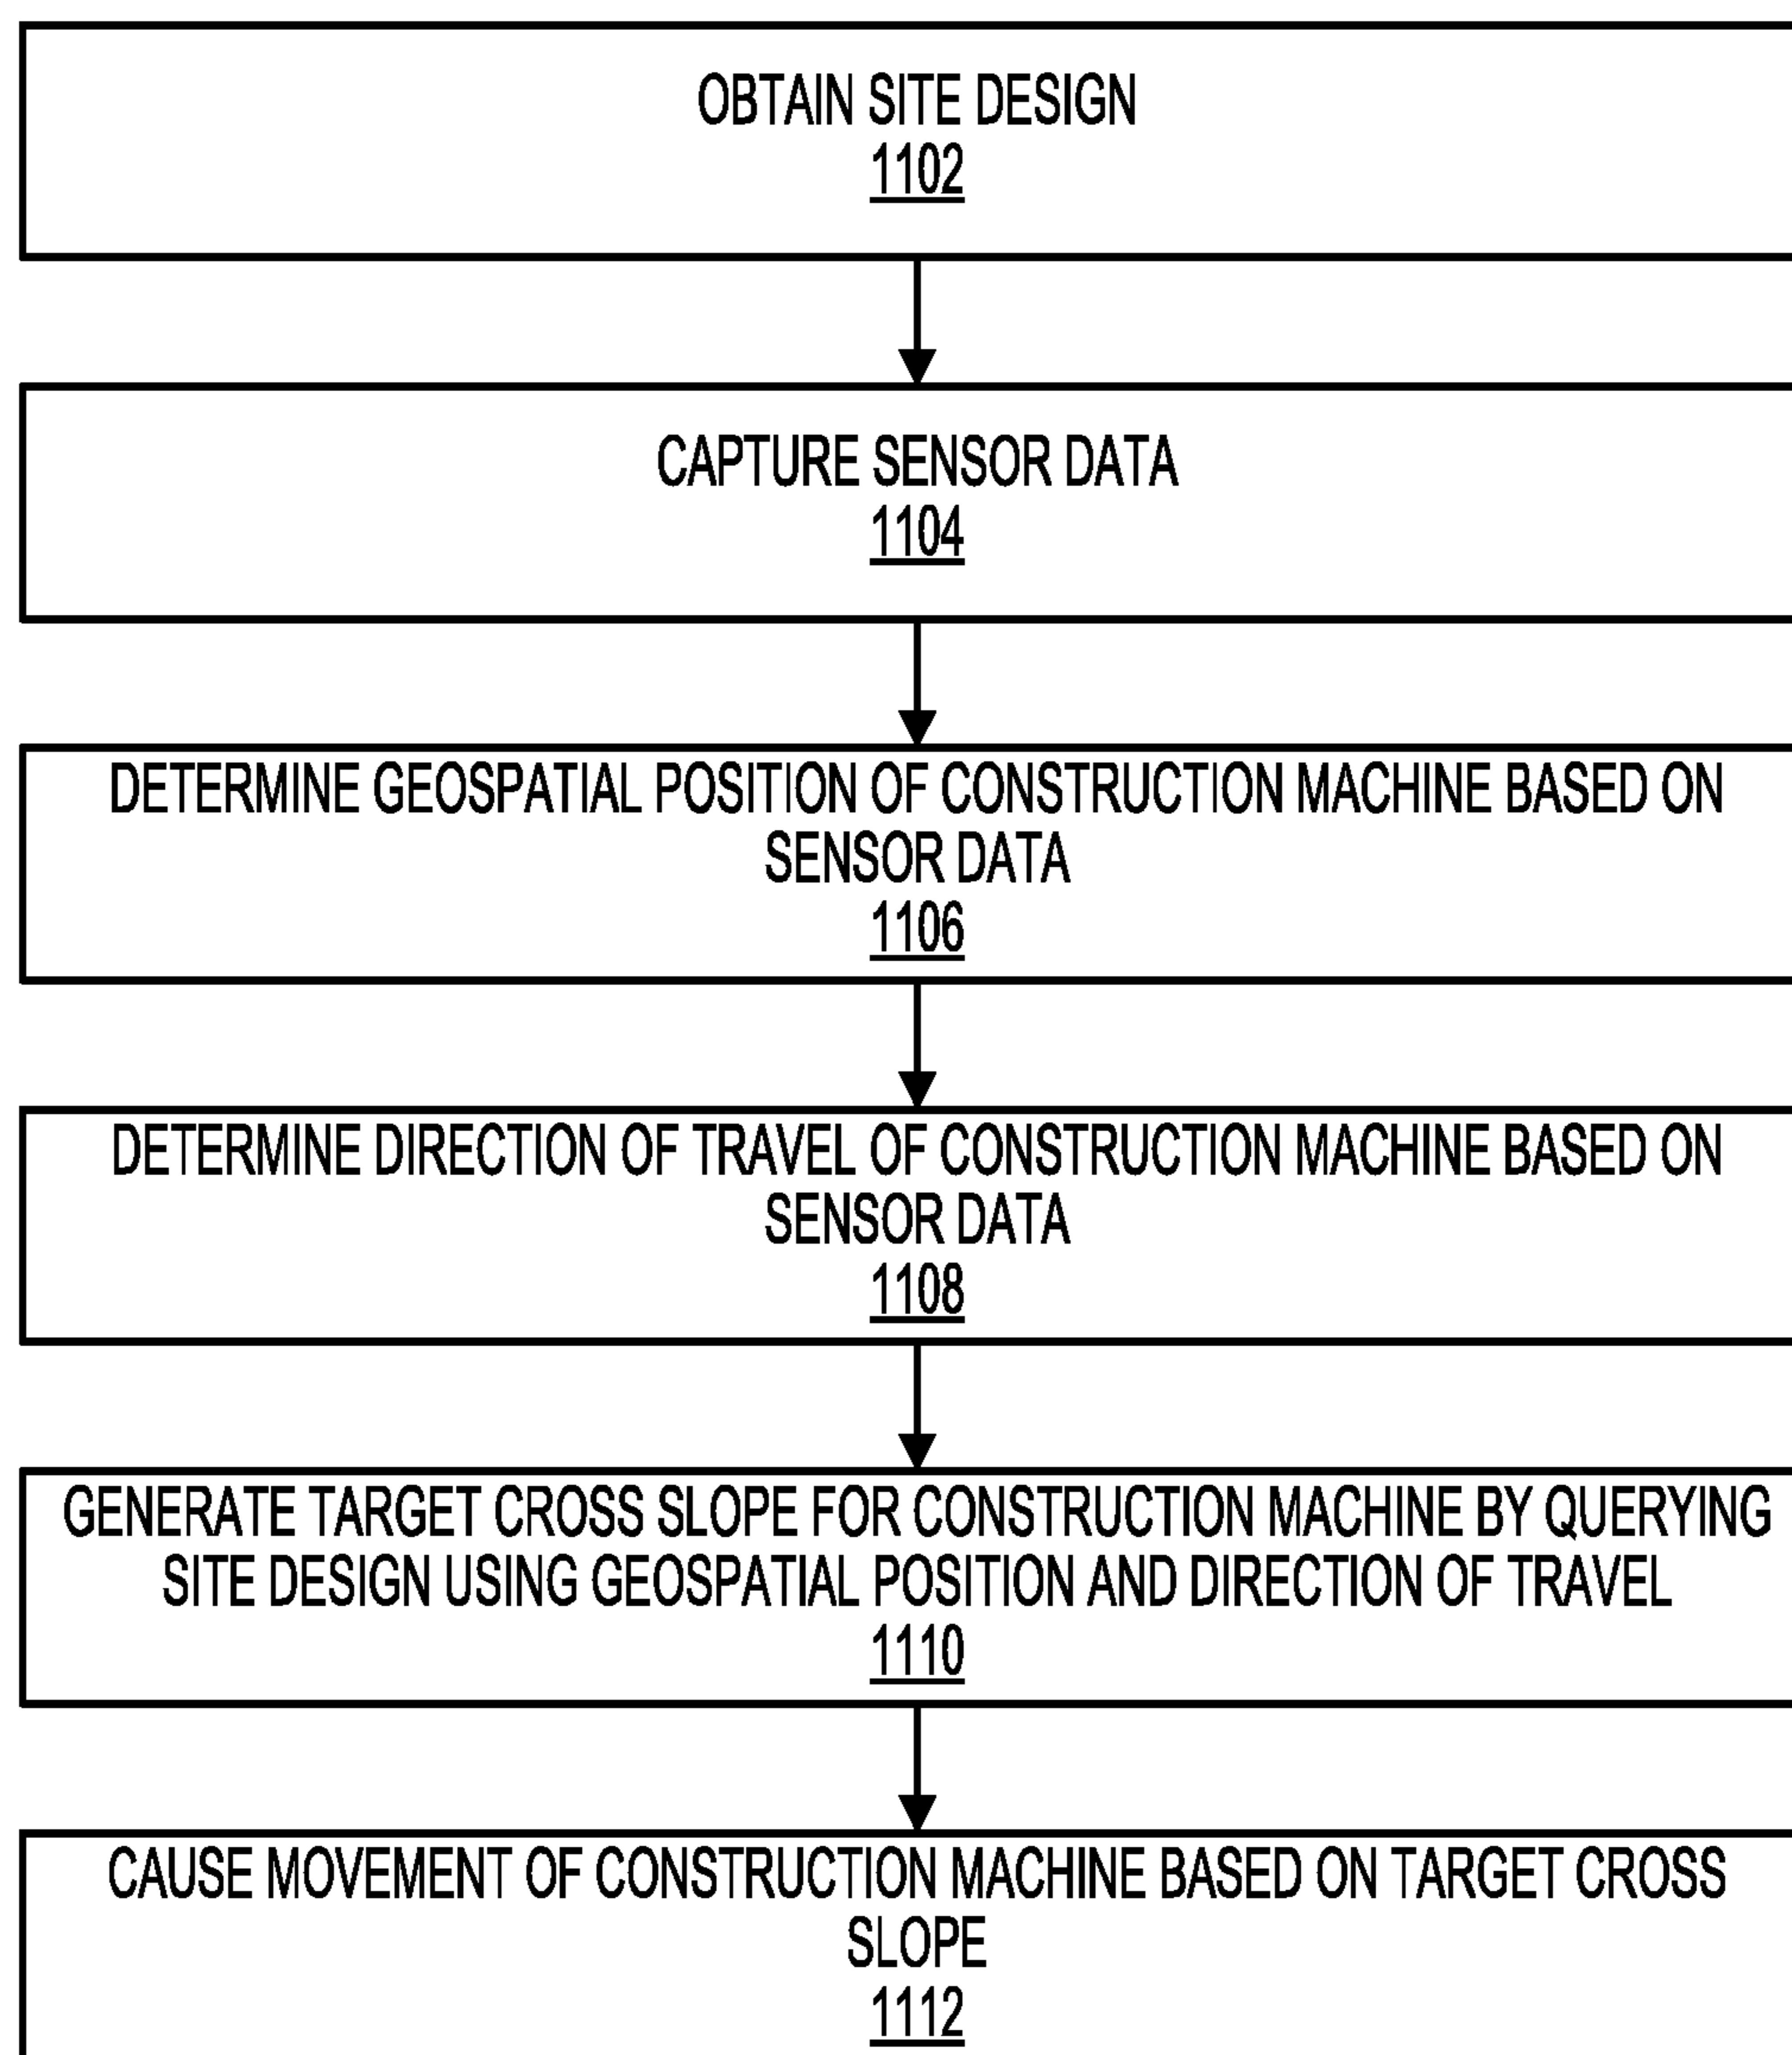 OBTAIN SITE DESIGN
1102
CAPTURE SENSOR DATA
1104
DETERMINE GEOSPATIAL POSITION OF CONSTRUCTION MACHINE BASED ON
SENSOR DATA
1106
DETERMINE DIRECTION OF TRAVEL OF CONSTRUCTION MACHINE BASED ON
SENSOR DATA
1108
GENERATE TARGET CROSS SLOPE FOR CONSTRUCTION MACHINE BY QUERYING
SITE DESIGN USING GEOSPATIAL POSITION AND DIRECTION OF TRAVEL
1110
CAUSE MOVEMENT OF CONSTRUCTION MACHINE BASED ON TARGET CROSS
SLOPE
1112